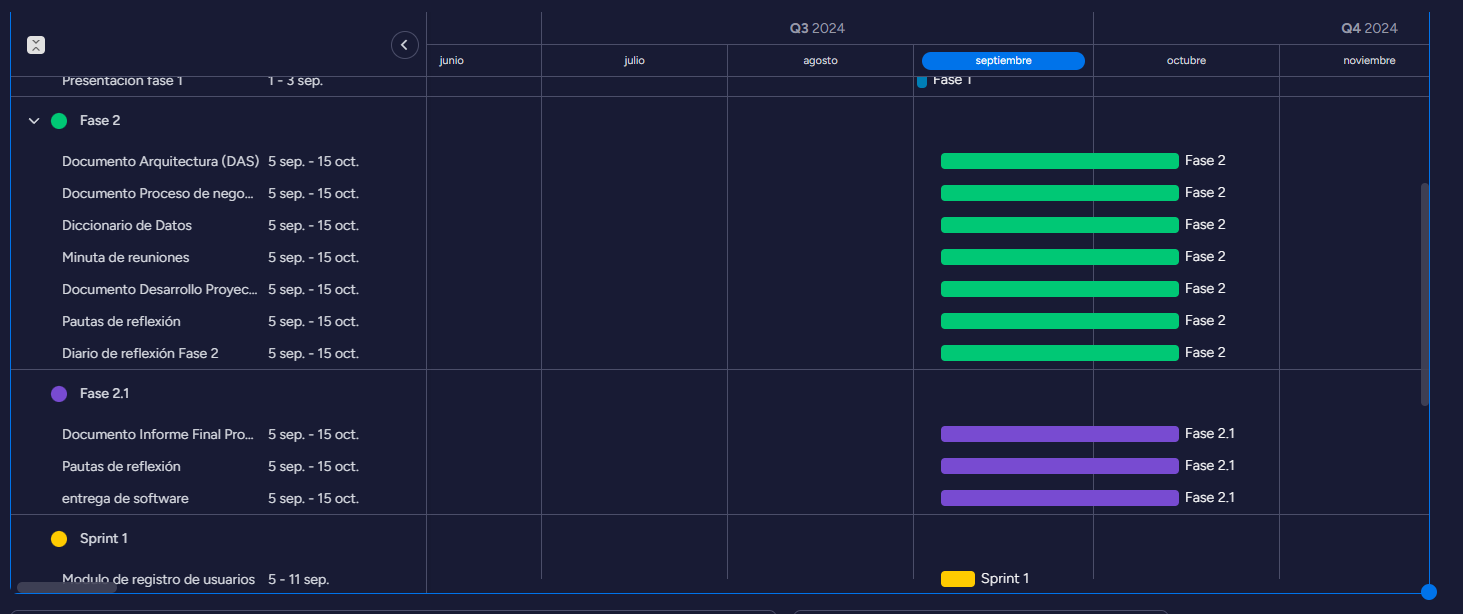 Q3 2024 Q4 2024
junio julio agosto septiembre octubre noviembre
Presentacion fase 1 1 - 3 sep. Fase 1
Fase 2
Documento Arquitectura (DAS) 5 sep. - 15 oct. Fase 2
Documento Proceso de nego... 5 sep. - 15 oct. Fase 2
Diccionario de Datos 5 sep. - 15 oct. Fase 2
Minuta de reuniones 5 sep. - 15 oct. Fase 2
Documento Desarrollo Proyec... 5 sep. - 15 oct. Fase 2
Pautas de reflexión 5 sep. - 15 oct. Fase 2
Diario de reflexión Fase 2 5 sep. - 15 oct. Fase 2
Fase 2.1
Documento Informe Final Pro... 5 sep. - 15 oct. Fase 2.1
Pautas de reflexión 5 sep. - 15 oct. Fase 2.1
entrega de software 5 sep. - 15 oct. Fase 2.1
Sprint 1
Modulo de registro de usuarios 5 - 11 sep. Sprint 1